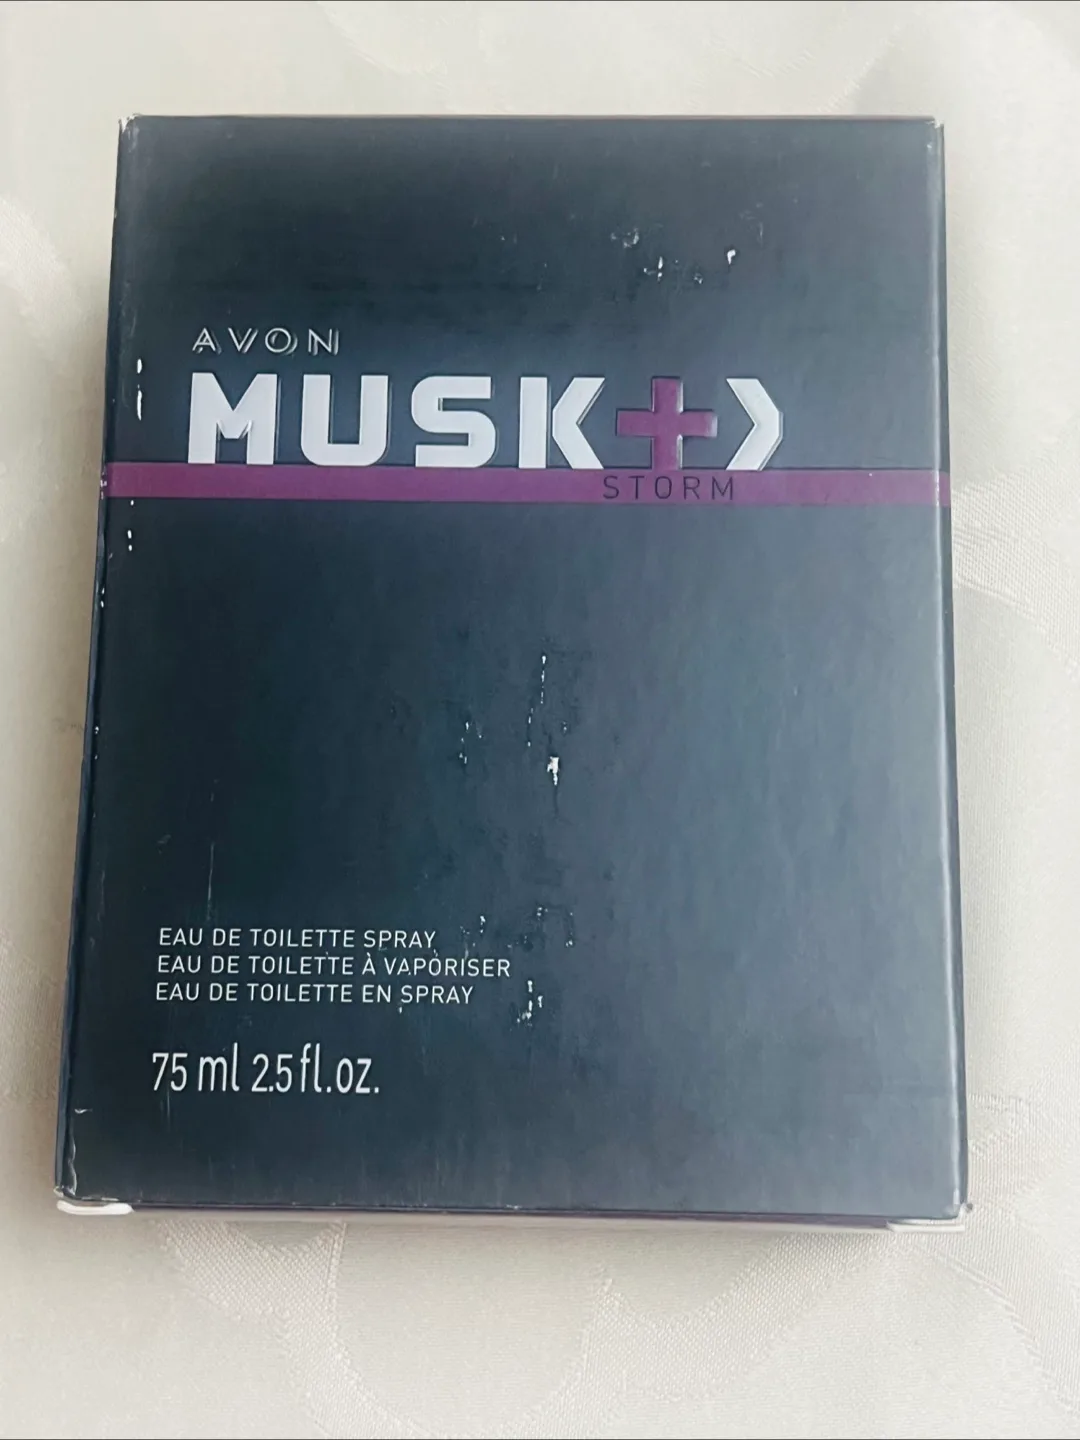 AVON
MUSK+>
STORM
EAU DE TOILETTE SPRAY
EAU DE TOILETTE À VAPORISER
EAU DE TOILETTE EN SPRAY
75 ml 2.5 fl.oz.